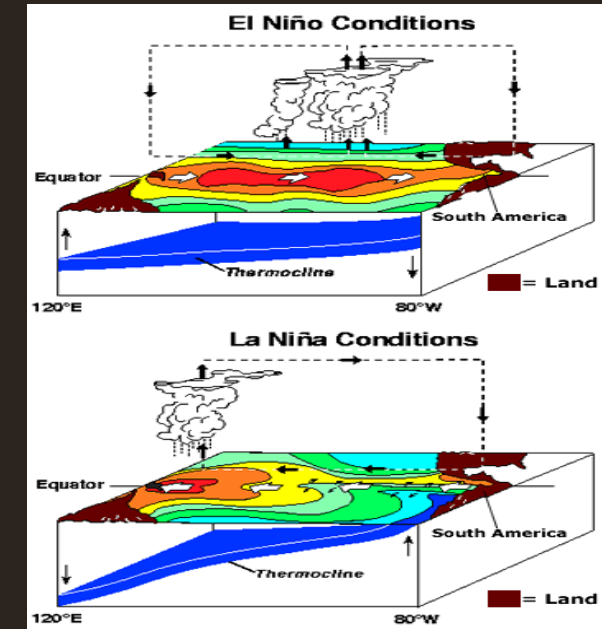 El Niño Conditions
Equator
South America
Thermocline
= Land
120°E
80°W
La Niña Conditions
Equator
South America
Thermocline
= Land
120°E
80°W